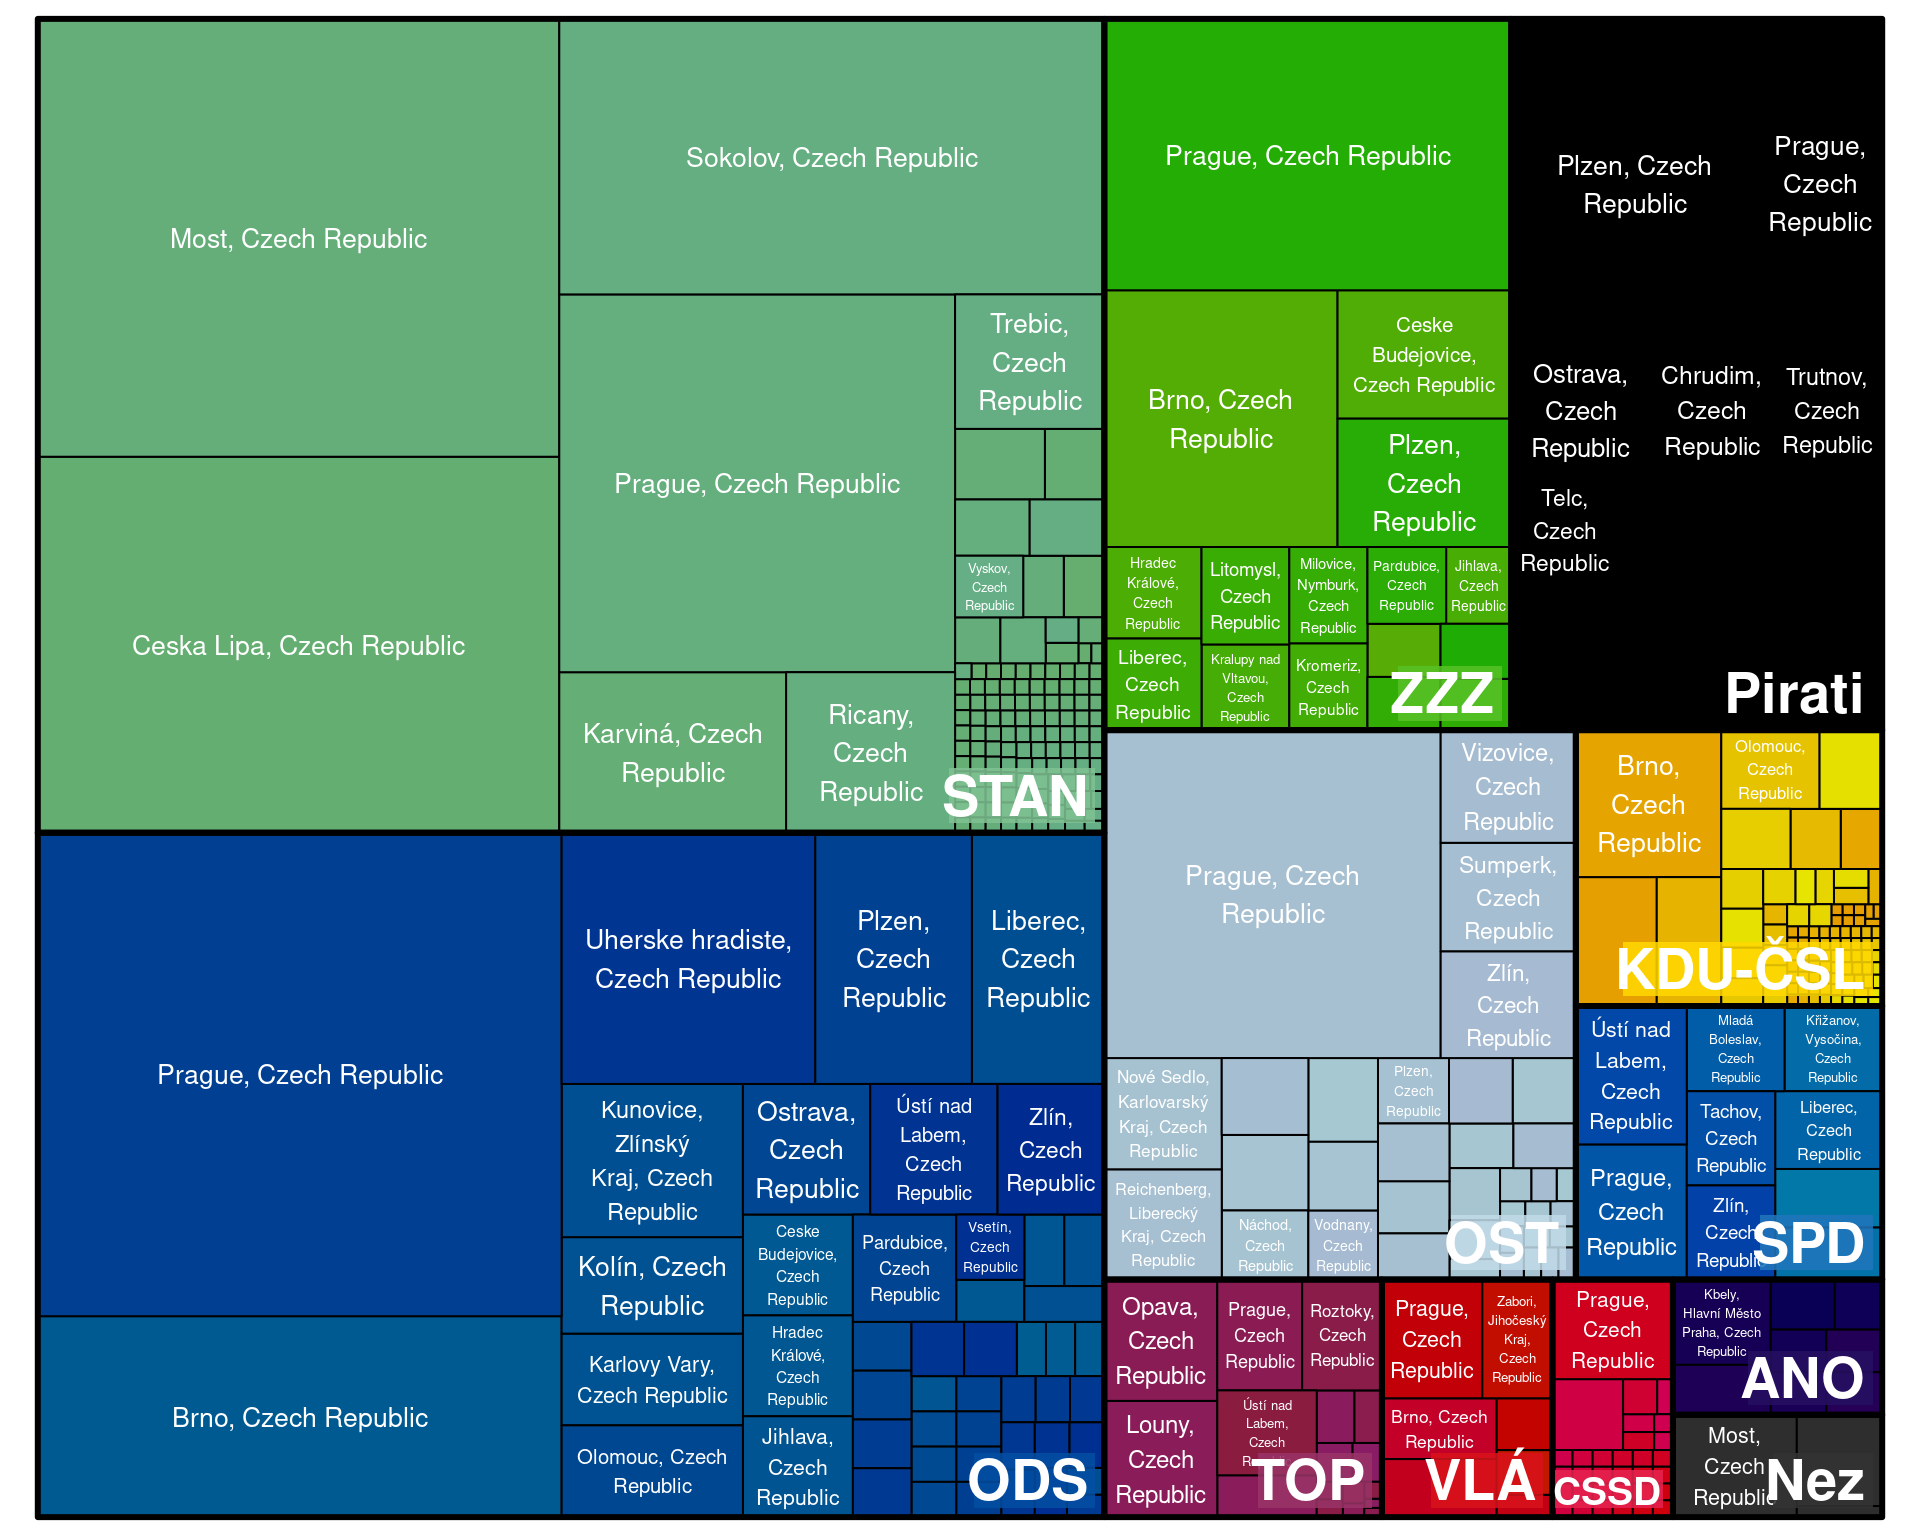 Most, Czech Republic
Ceska Lipa, Czech Republic
Sokolov, Czech Republic
Prague, Czech Republic
Trebic,
Czech
Republic
Vyskov,
Czech
Republic
Karviná, Czech
Republic
Ricany,
Czech
Republic
STAN
Prague, Czech Republic
Brno, Czech
Republic
Ceske
Budejovice,
Czech Republic
Plzen,
Czech
Republic
Hradec
Králové,
Czech
Republic
Litomysl,
Czech
Republic
Milovice,
Nymburk,
Czech
Republic
Pardubice,
Czech
Republic
Jihlava,
Czech
Republic
Liberec,
Czech
Republic
Kralupy nad
Vltavou,
Czech
Republic
Kromeriz,
Czech
Republic
ZZZ
Plzen, Czech
Republic
Prague,
Czech
Republic
Ostrava,
Czech
Republic
Chrudim,
Czech
Republic
Trutnov,
Czech
Republic
Telc,
Czech
Republic
Pirati
Prague, Czech Republic
Brno, Czech Republic
Uherske hradiste,
Czech Republic
Plzen,
Czech
Republic
Liberec,
Czech
Republic
Kunovice,
Zlínský
Kraj, Czech
Republic
Ostrava,
Czech
Republic
Ústí nad
Labem,
Czech
Republic
Zlín,
Czech
Republic
Kolín, Czech
Republic
Ceske
Budejovice,
Czech
Republic
Pardubice,
Czech
Republic
Vsetín,
Czech
Republic
Karlovy Vary,
Czech Republic
Hradec
Králové,
Czech
Republic
Olomouc, Czech
Republic
Jihlava,
Czech
Republic
ODS
Prague, Czech
Republic
Vizovice,
Czech
Republic
Sumperk,
Czech
Republic
Zlín,
Czech
Republic
Nové Sedlo,
Karlovarský
Kraj, Czech
Republic
Plzen,
Czech
Republic
Reichenberg,
Liberecký
Kraj, Czech
Republic
Náchod,
Czech
Republic
Vodnany,
Czech
Republic
OST
Brno,
Czech
Republic
Olomouc,
Czech
Republic
KDU-ČSL
Ústí nad
Labem,
Czech
Republic
Mladá
Boleslav,
Czech
Republic
Křižanov,
Vysočina,
Czech
Republic
Prague,
Czech
Republic
Tachov,
Czech
Republic
Liberec,
Czech
Republic
Zlín,
Czech
Republic
SPD
Opava,
Czech
Republic
Prague,
Czech
Republic
Roztoky,
Czech
Republic
Louny,
Czech
Republic
Ústí nad
Labem,
Czech
TOP
Prague,
Czech
Republic
Zabori,
Jihočeský
Kraj,
Czech
Republic
Brno, Czech
Republic
VLÁ
Prague,
Czech
Republic
CSSD
Kbely,
Hlavní Město
Praha, Czech
Republic
ANO
Most,
Czech
Republic
Nez